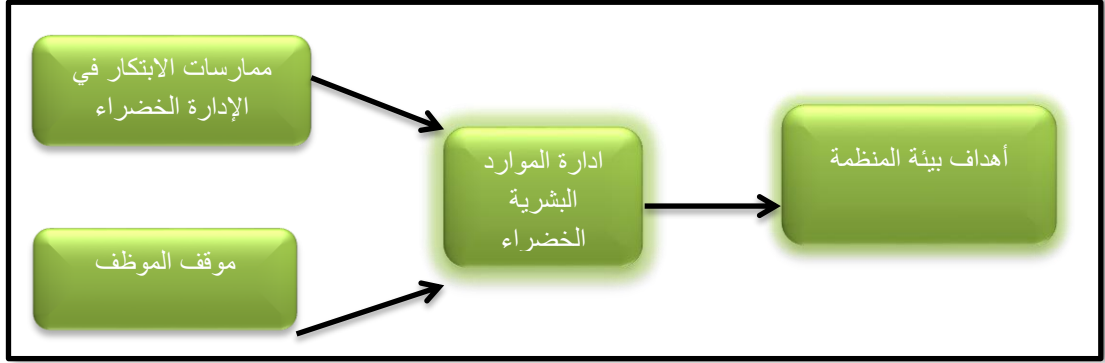 ممارسات الابتكار في
الإدارة الخضراء
ادارة الموارد
البشرية
الخضراء
أهداف بيئة المنظمة
موقف الموظف